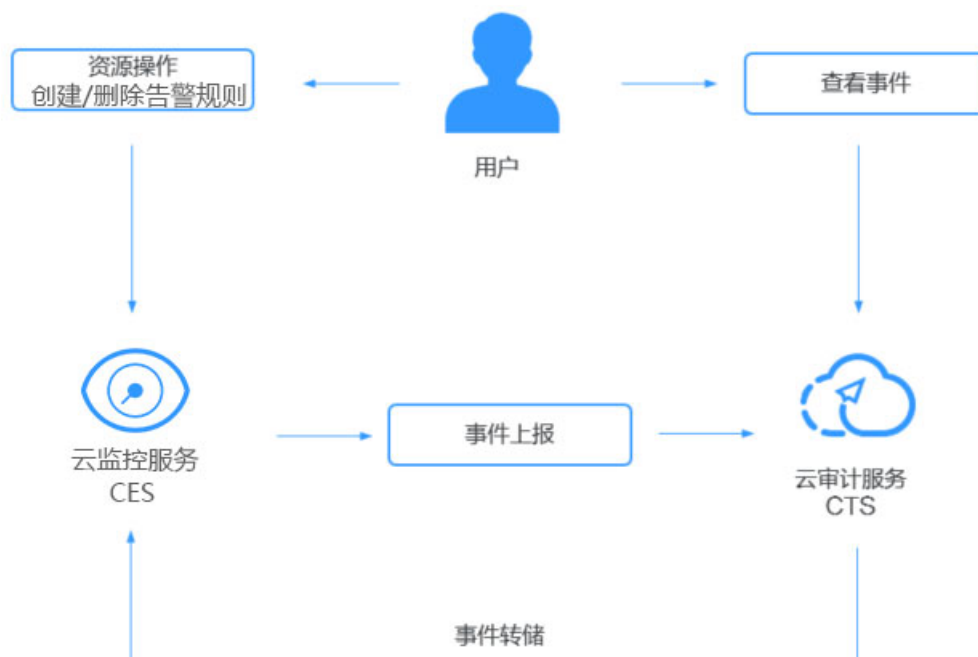 资源操作
创建/删除告警规则
用户
查看事件
云监控服务
CES
事件上报
云审计服务
CTS
事件转储